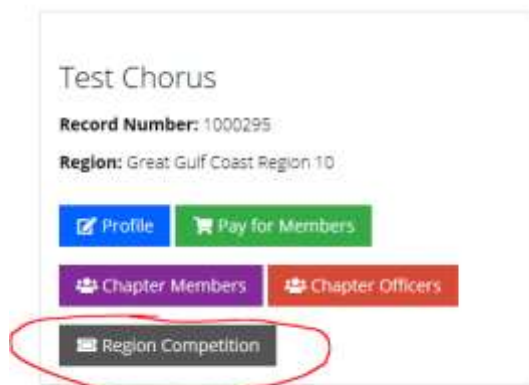 Test Chorus
Record Number: 1000295
Region: Great Gulf Coast Region 10
Profile Pay for Members
Chapter Members Chapter Officers
Region Competition